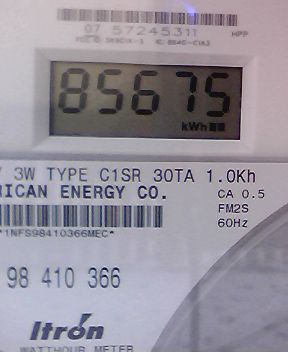 07 57245311 HPP
85675
kWh
3W TYPE C1SR 30TA 1.0Kh
RICAN ENERGY CO. CA 0.5
FM2S
*1NFS98410366MEC* 60Hz
98 410 366
Itron
WATTHOUR METER